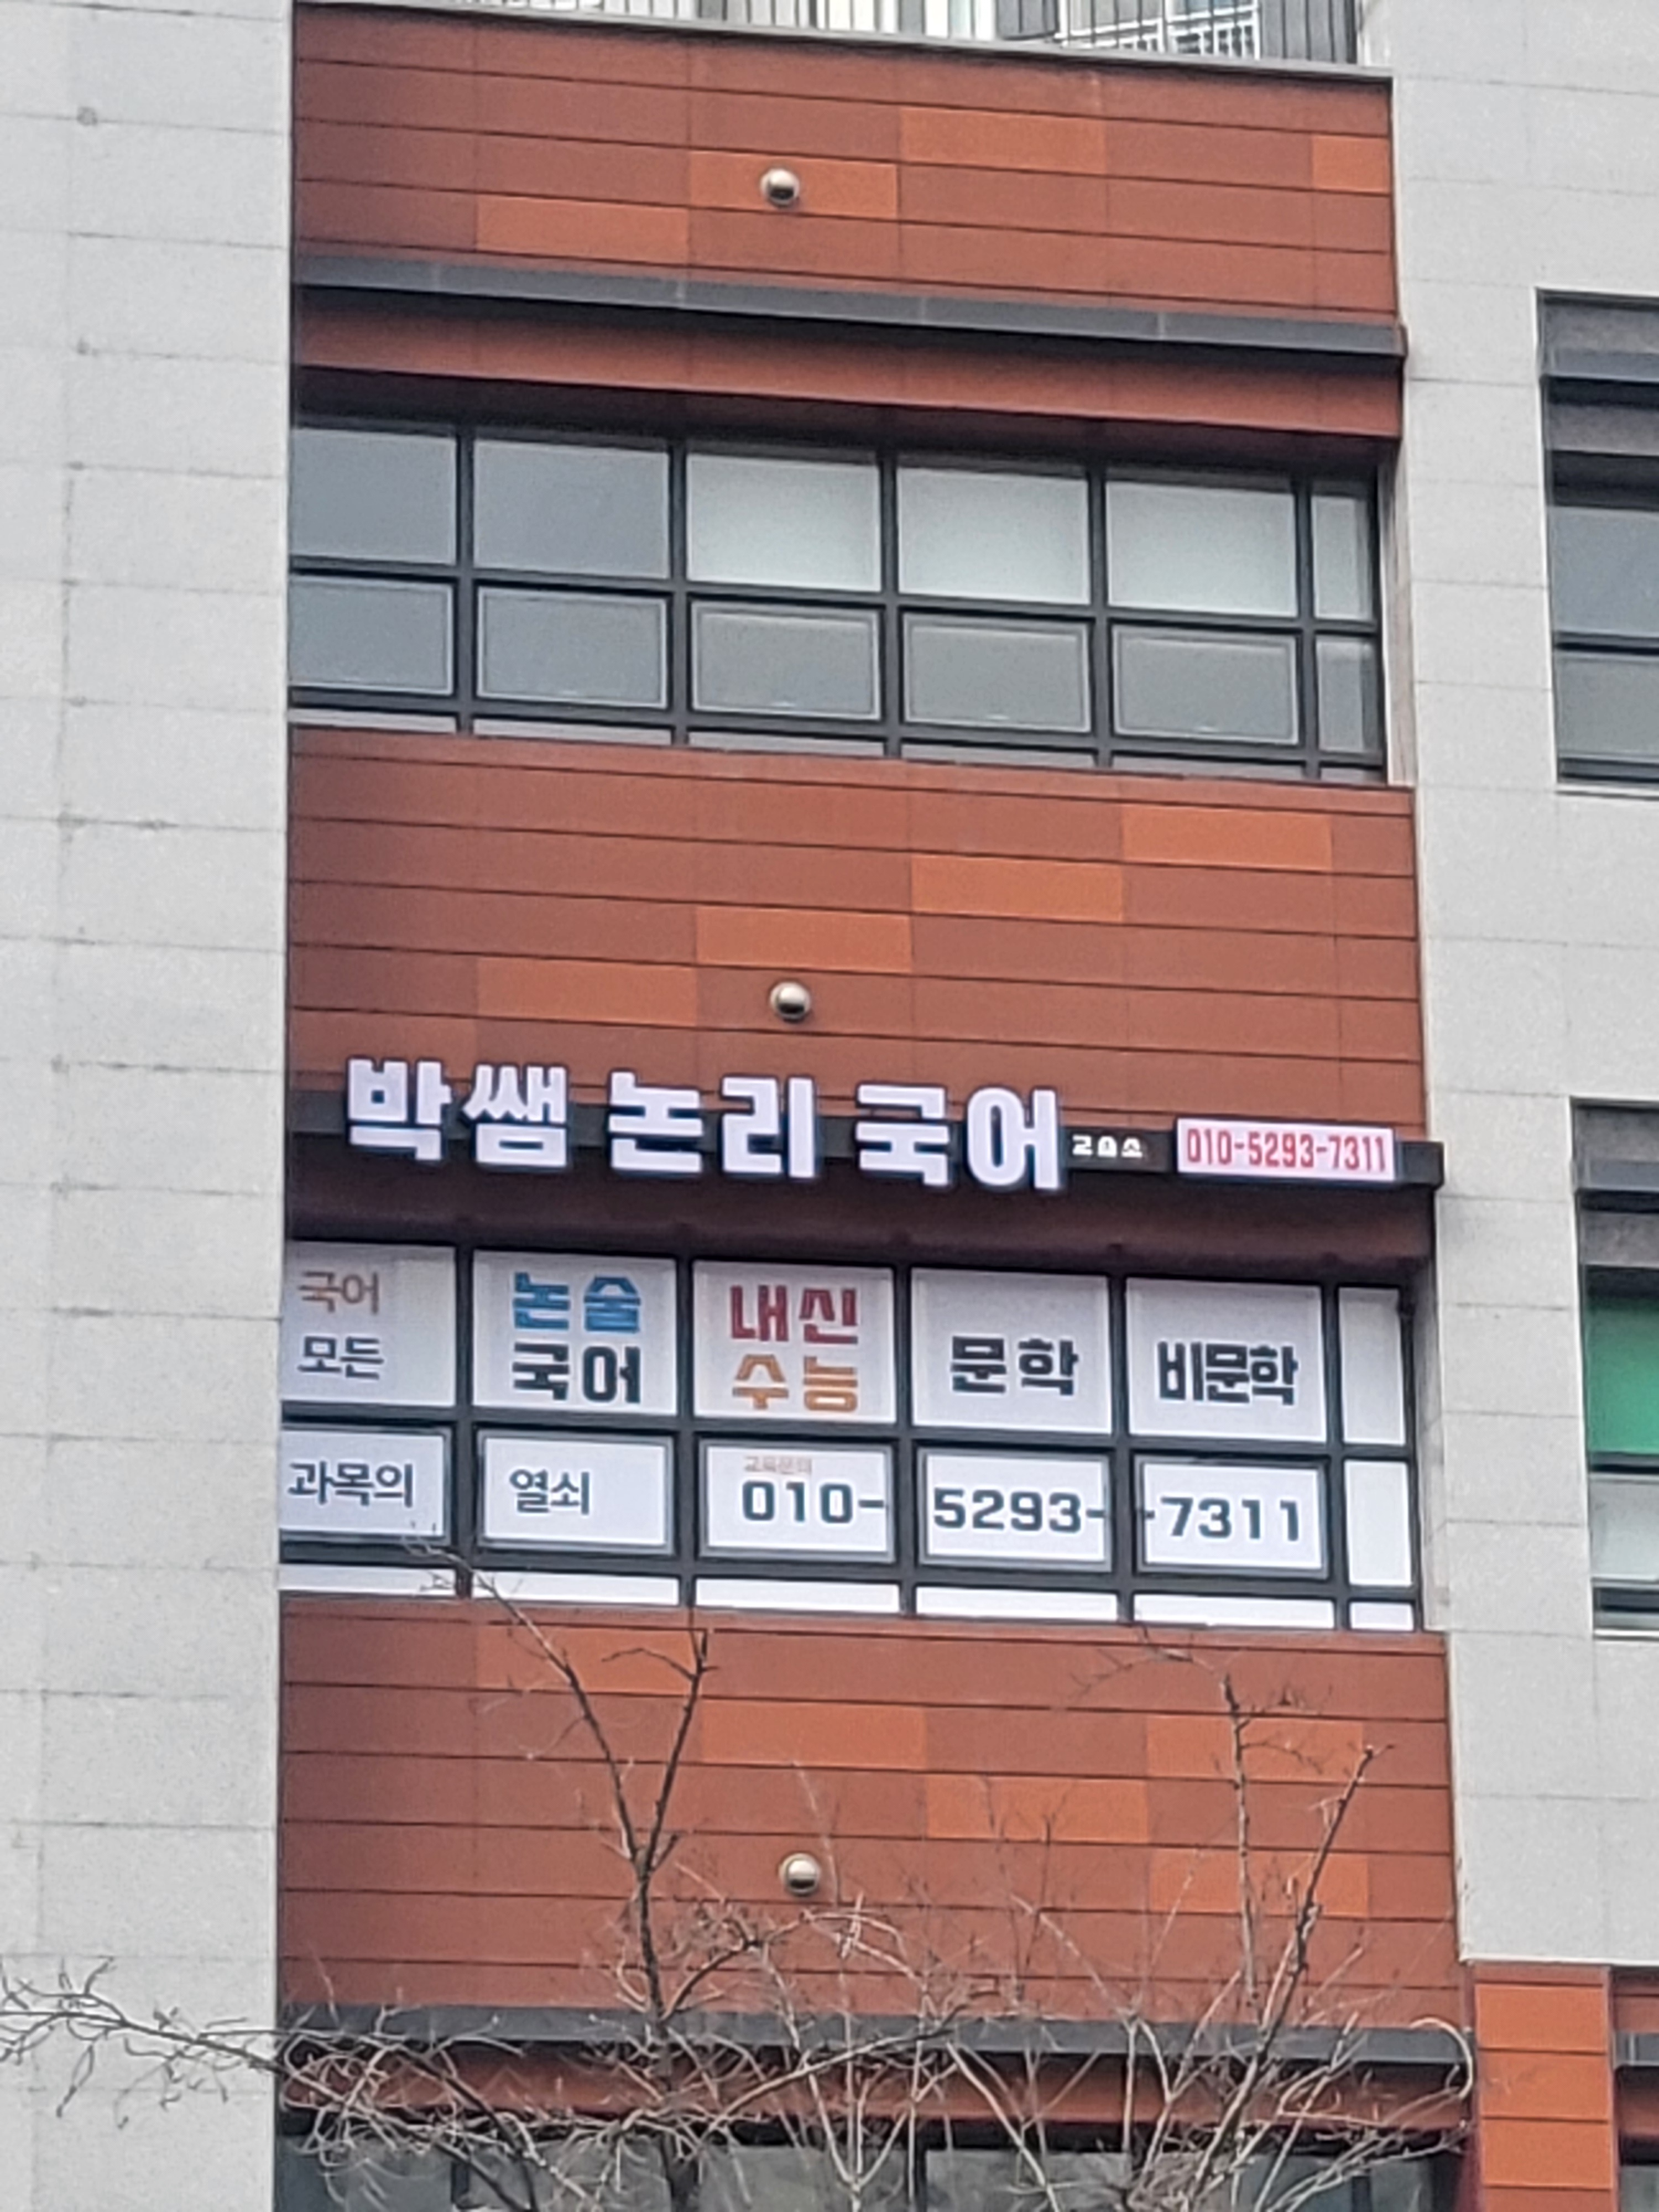 박쌤 논리 국어 교습소 010-5293-7311
국어 논술 내신
모든 국어 수능 문학 비문학
교육문의
과목의 열쇠 010-5293--7311